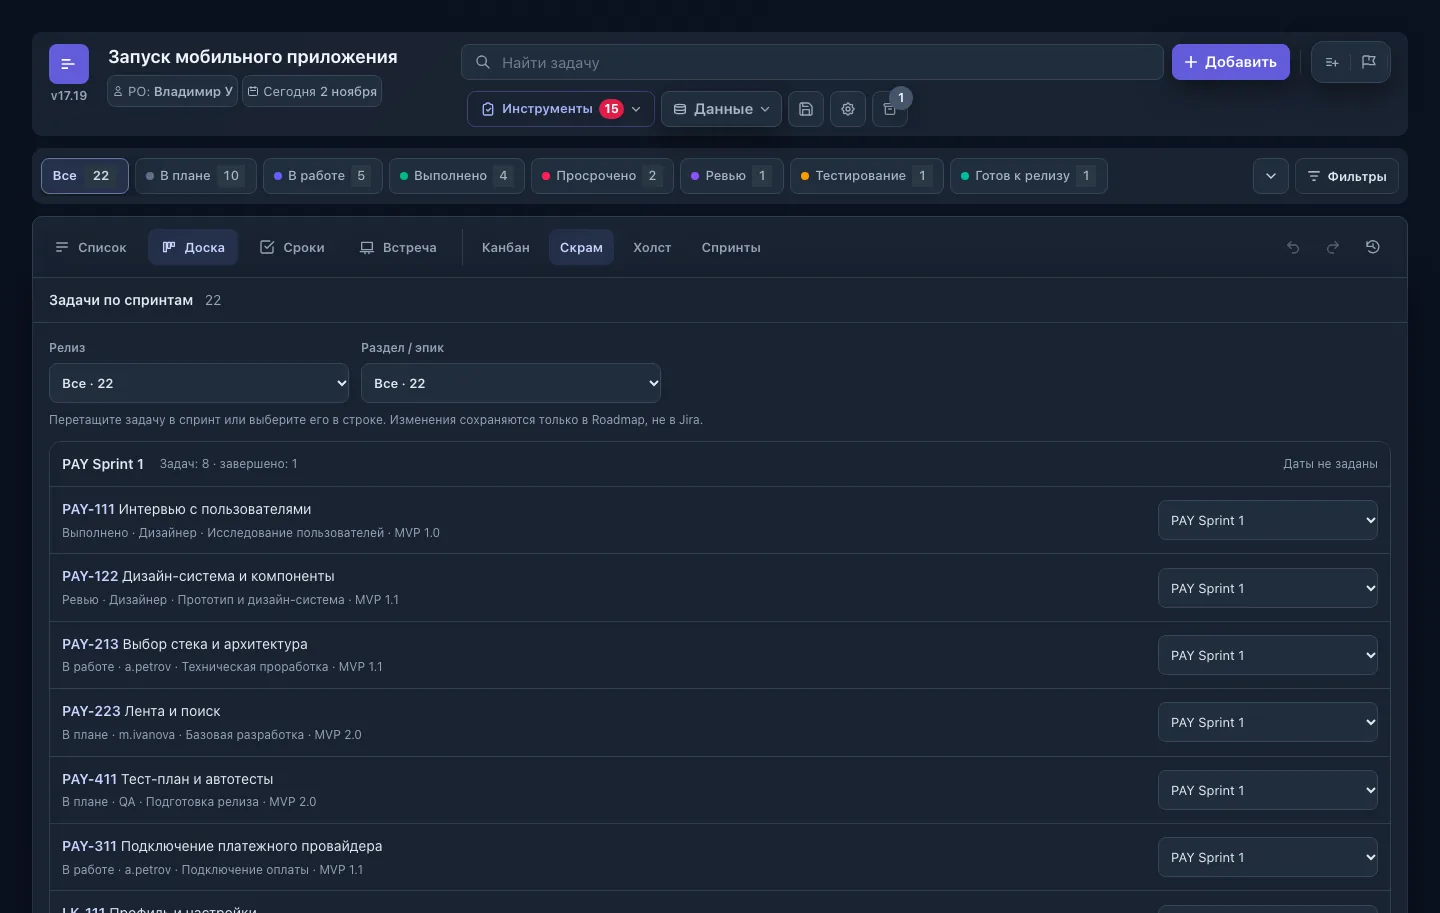 Запуск мобильного приложения
v17.19
PO: Владимир У
Сегодня 2 ноября
Найти задачу
Добавить
Инструменты 15
Данные
1
Все 22
В плане 10
В работе 5
Выполнено 4
Просрочено 2
Ревью 1
Тестирование 1
Готов к релизу 1
Фильтры
Список
Доска
Сроки
Встреча
Канбан
Скрам
Холст
Спринты
Задачи по спринтам 22
Релиз
Раздел / эпик
Все · 22
Все · 22
Перетащите задачу в спринт или выберите его в строке. Изменения сохраняются только в Roadmap, не в Jira.
PAY Sprint 1 Задач: 8 · завершено: 1
Даты не заданы
PAY-111 Интервью с пользователями
Выполнено · Дизайнер · Исследование пользователей · MVP 1.0
PAY Sprint 1
PAY-122 Дизайн-система и компоненты
Ревью · Дизайнер · Прототип и дизайн-система · MVP 1.1
PAY Sprint 1
PAY-213 Выбор стека и архитектура
В работе · a.petrov · Техническая проработка · MVP 1.1
PAY Sprint 1
PAY-223 Лента и поиск
В плане · m.ivanova · Базовая разработка · MVP 2.0
PAY Sprint 1
PAY-411 Тест-план и автотесты
В плане · QA · Подготовка релиза · MVP 2.0
PAY Sprint 1
PAY-311 Подключение платежного провайдера
В работе · a.petrov · Подключение оплаты · MVP 1.1
PAY Sprint 1
LK-111 Профиль и настройки